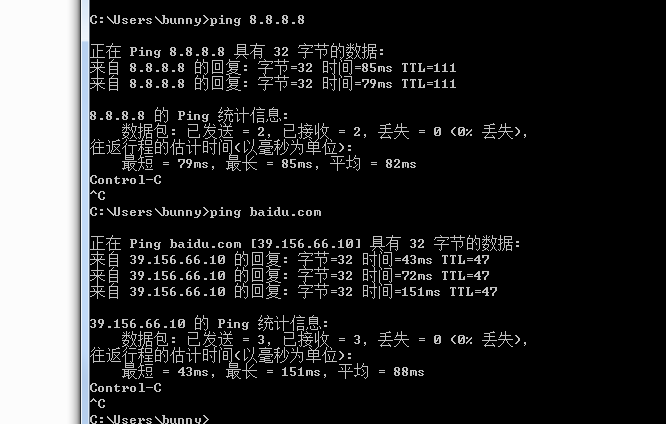 C:\Users\bunny>ping 8.8.8.8
正在 Ping 8.8.8.8 具有 32 字节的数据:
来自 8.8.8.8 的回复: 字节=32 时间=85ms TTL=111
来自 8.8.8.8 的回复: 字节=32 时间=79ms TTL=111
8.8.8.8 的 Ping 统计信息:
数据包: 已发送 = 2, 已接收 = 2, 丢失 = 0 (0% 丢失),
往返行程的估计时间(以毫秒为单位):
最短 = 79ms, 最长 = 85ms, 平均 = 82ms
Control-C
^C
C:\Users\bunny>ping baidu.com
正在 Ping baidu.com [39.156.66.10] 具有 32 字节的数据:
来自 39.156.66.10 的回复: 字节=32 时间=43ms TTL=47
来自 39.156.66.10 的回复: 字节=32 时间=72ms TTL=47
来自 39.156.66.10 的回复: 字节=32 时间=151ms TTL=47
39.156.66.10 的 Ping 统计信息:
数据包: 已发送 = 3, 已接收 = 3, 丢失 = 0 (0% 丢失),
往返行程的估计时间(以毫秒为单位):
最短 = 43ms, 最长 = 151ms, 平均 = 88ms
Control-C
^C
C:\Users\bunny>